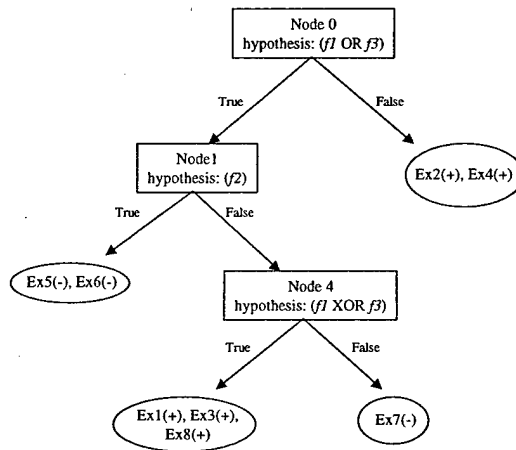 Node 0
hypothesis: (f1 OR f3)
True
False
Node1
hypothesis: (f2)
Ex2(+), Ex4(+)
True
False
Ex5(-), Ex6(-)
Node 4
hypothesis: (f1 XOR f3)
True
False
Ex1(+), Ex3(+),
Ex8(+)
Ex7(-)